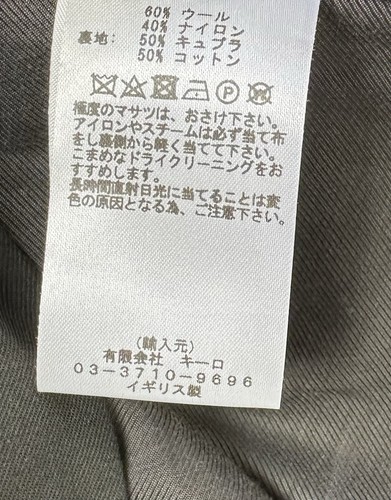 60% ウール
40% ナイロン
裏地: 50% キュプラ
50% コットン
極度のマサツは、おさけ下さい。
アイロンやスチームは必ず当て布
をし裏側から軽く当てて下さい。
こまめなドライクリーニングをお
すすめします。
長時間直射日光に当てることは変
色の原因となる為、ご注意下さい。
(輸入元)
有限会社 キーロ
03-3710-9696
イギリス製